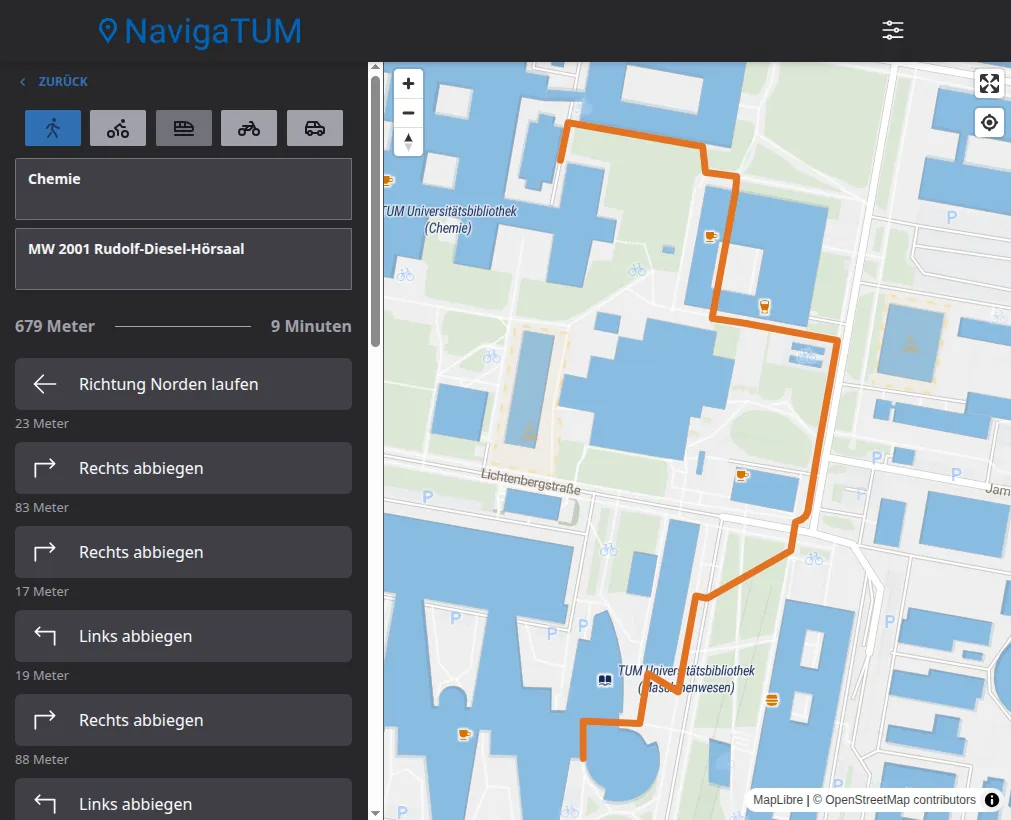 NavigaTUM
ZURÜCK
Chemie
MW 2001 Rudolf-Diesel-Hörsaal
679 Meter
9 Minuten
Richtung Norden laufen
23 Meter
Rechts abbiegen
83 Meter
Rechts abbiegen
17 Meter
Links abbiegen
19 Meter
Rechts abbiegen
88 Meter
Links abbiegen
TUM Universitätsbibliothek
(Chemie)
P
Lichtenbergstraße
P
P
P
Jam
P
P
P
P
P
TUM Universitätsbibliothek
(Maschinenwesen)
P
P
MapLibre | © OpenStreetMap contributors